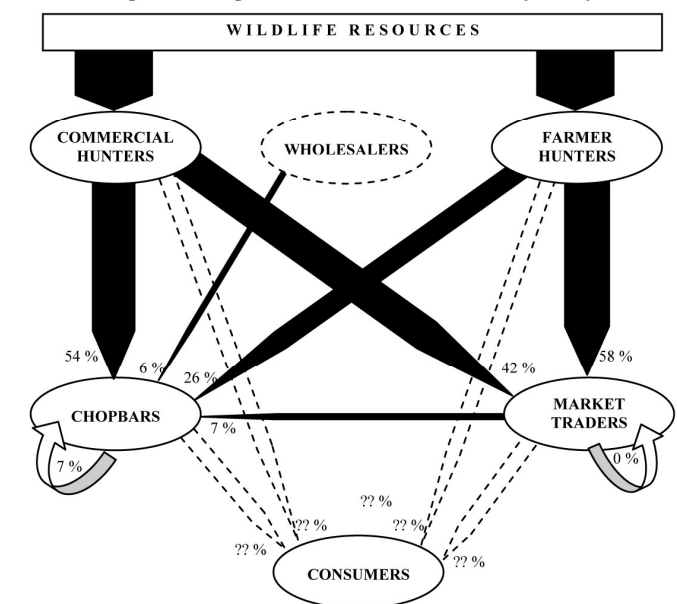 WILDLIFE RESOURCES
COMMERCIAL
HUNTERS
WHOLESALERS
FARMER
HUNTERS
54 %
6 %
26 %
42 %
58 %
CHOPBARS
7 %
MARKET
TRADERS
7 %
0 %
?? %
?? %
?? %
?? %
?? %
CONSUMERS